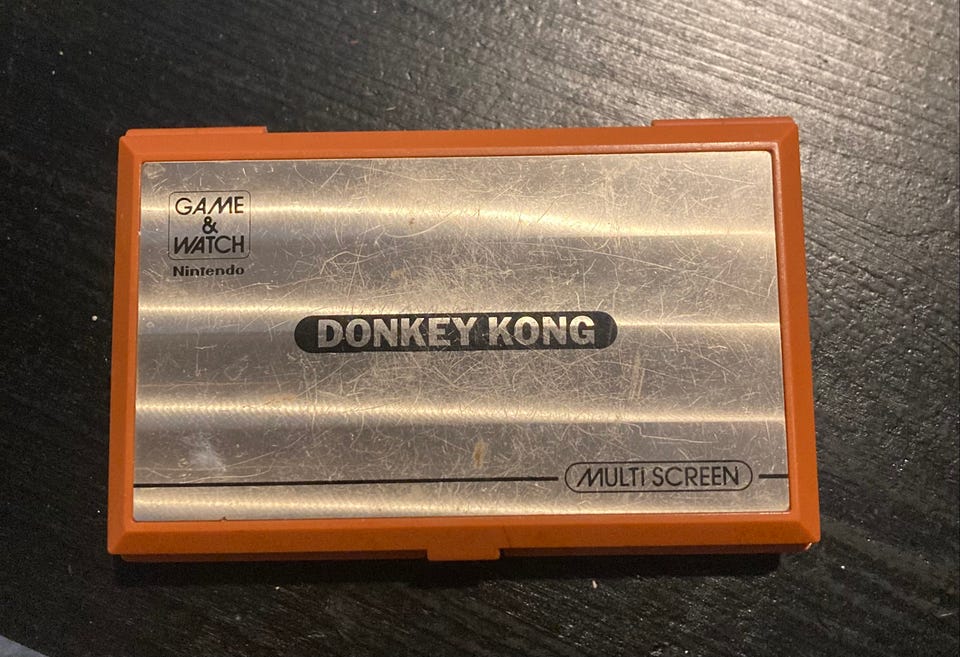 GAME
&
WATCH
Nintendo
DONKEY KONG
MULTI SCREEN